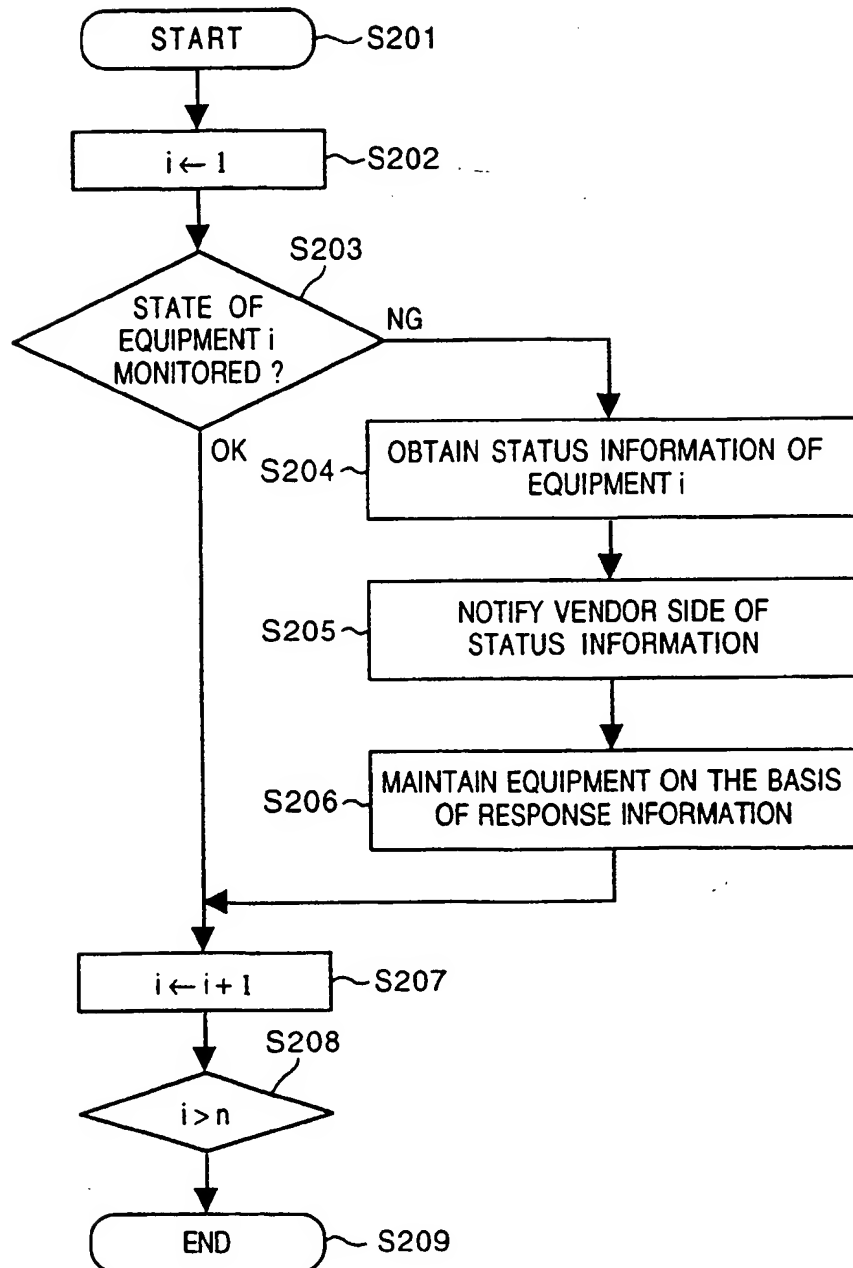 START
S201
i ← 1
S202
S203
STATE OF
EQUIPMENT i
MONITORED ?
NG
OK
S204
OBTAIN STATUS INFORMATION OF
EQUIPMENT i
S205
NOTIFY VENDOR SIDE OF
STATUS INFORMATION
S206
MAINTAIN EQUIPMENT ON THE BASIS
OF RESPONSE INFORMATION
i ← i + 1
S207
S208
i > n
END
S209